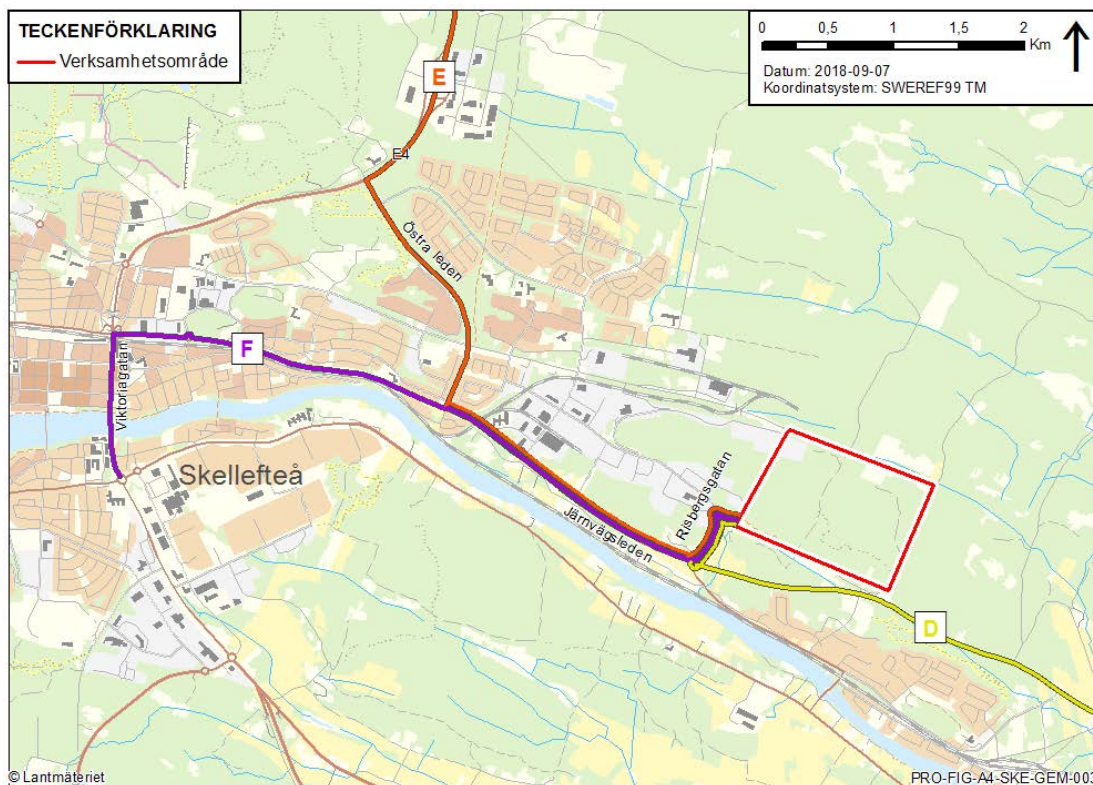 TECKENFÖRKLARING
Verksamhetsområde
0 0,5 1 1,5 2
Km
Datum: 2018-09-07
Koordinatsystem: SWEREF99 TM
E
E4
Östra leden
F
Viktoriagatan
Skellefteå
Risbergsgatan
Järnvägsleden
D
© Lantmäteriet
PRO-FIG-A4-SKE-GEM-003